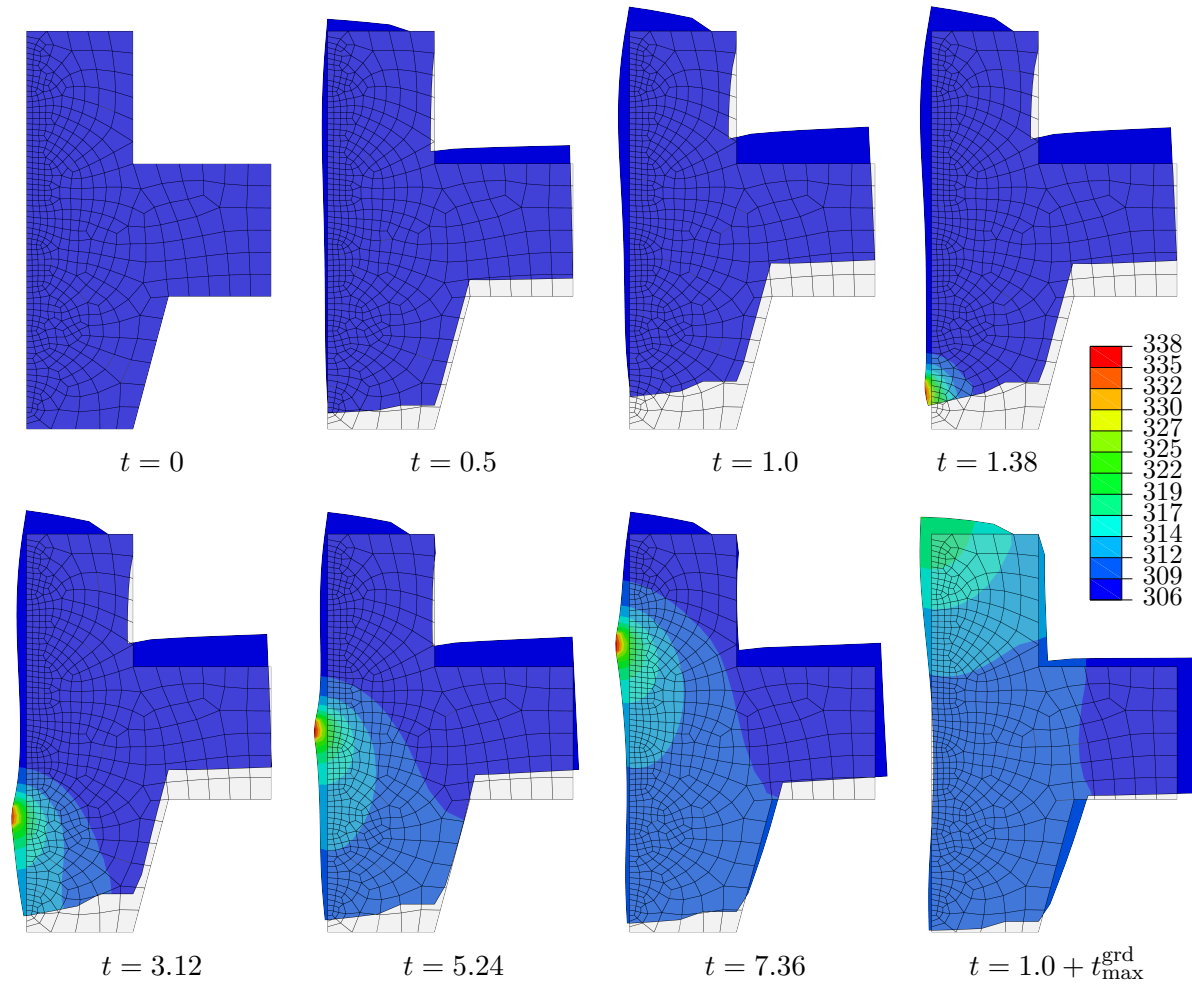 t = 0
t = 0.5
t = 1.0
t = 1.38
338
335
332
330
327
325
322
319
317
314
312
309
306
t = 3.12
t = 5.24
t = 7.36
t = 1.0 + t_max^grd